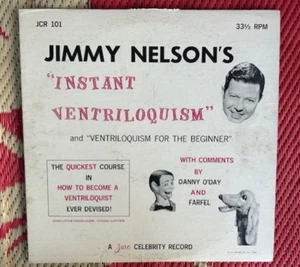 JCR 101
33⅓ RPM
JIMMY NELSON'S
"INSTANT
VENTRILOQUISM"
and "VENTRILOQUISM FOR THE BEGINNER"
THE QUICKEST COURSE
IN
HOW TO BECOME A
VENTRILOQUIST
EVER DEVISED!
WITH COMMENTS
BY
DANNY O'DAY
AND
FARFEL
A Juro CELEBRITY RECORD